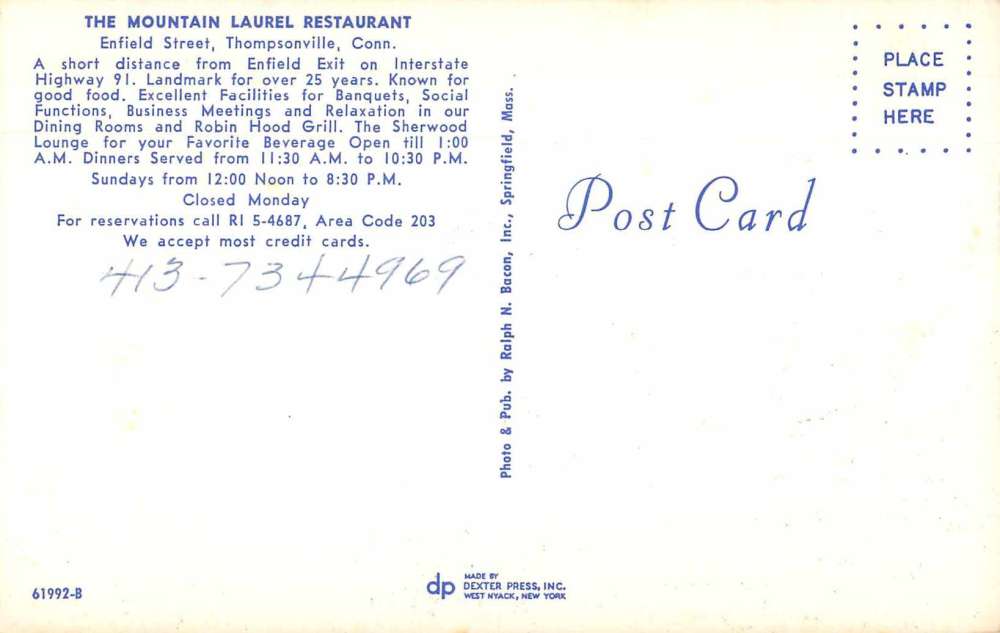 THE MOUNTAIN LAUREL RESTAURANT
Enfield Street, Thompsonville, Conn.
A short distance from Enfield Exit on Interstate
Highway 91. Landmark for over 25 years. Known for
good food. Excellent Facilities for Banquets, Social
Functions, Business Meetings and Relaxation in our
Dining Rooms and Robin Hood Grill. The Sherwood
Lounge for your Favorite Beverage Open till 1:00
A.M. Dinners Served from 11:30 A.M. to 10:30 P.M.
Sundays from 12:00 Noon to 8:30 P.M.
Closed Monday
For reservations call RI 5-4687, Area Code 203
We accept most credit cards.
413-7344969
61992-B
Photo & Pub. by Ralph N. Bacon, Inc., Springfield, Mass.
dp
MADE BY
DEXTER PRESS, INC.
WEST NYACK, NEW YORK
PLACE
STAMP
HERE
Post Card